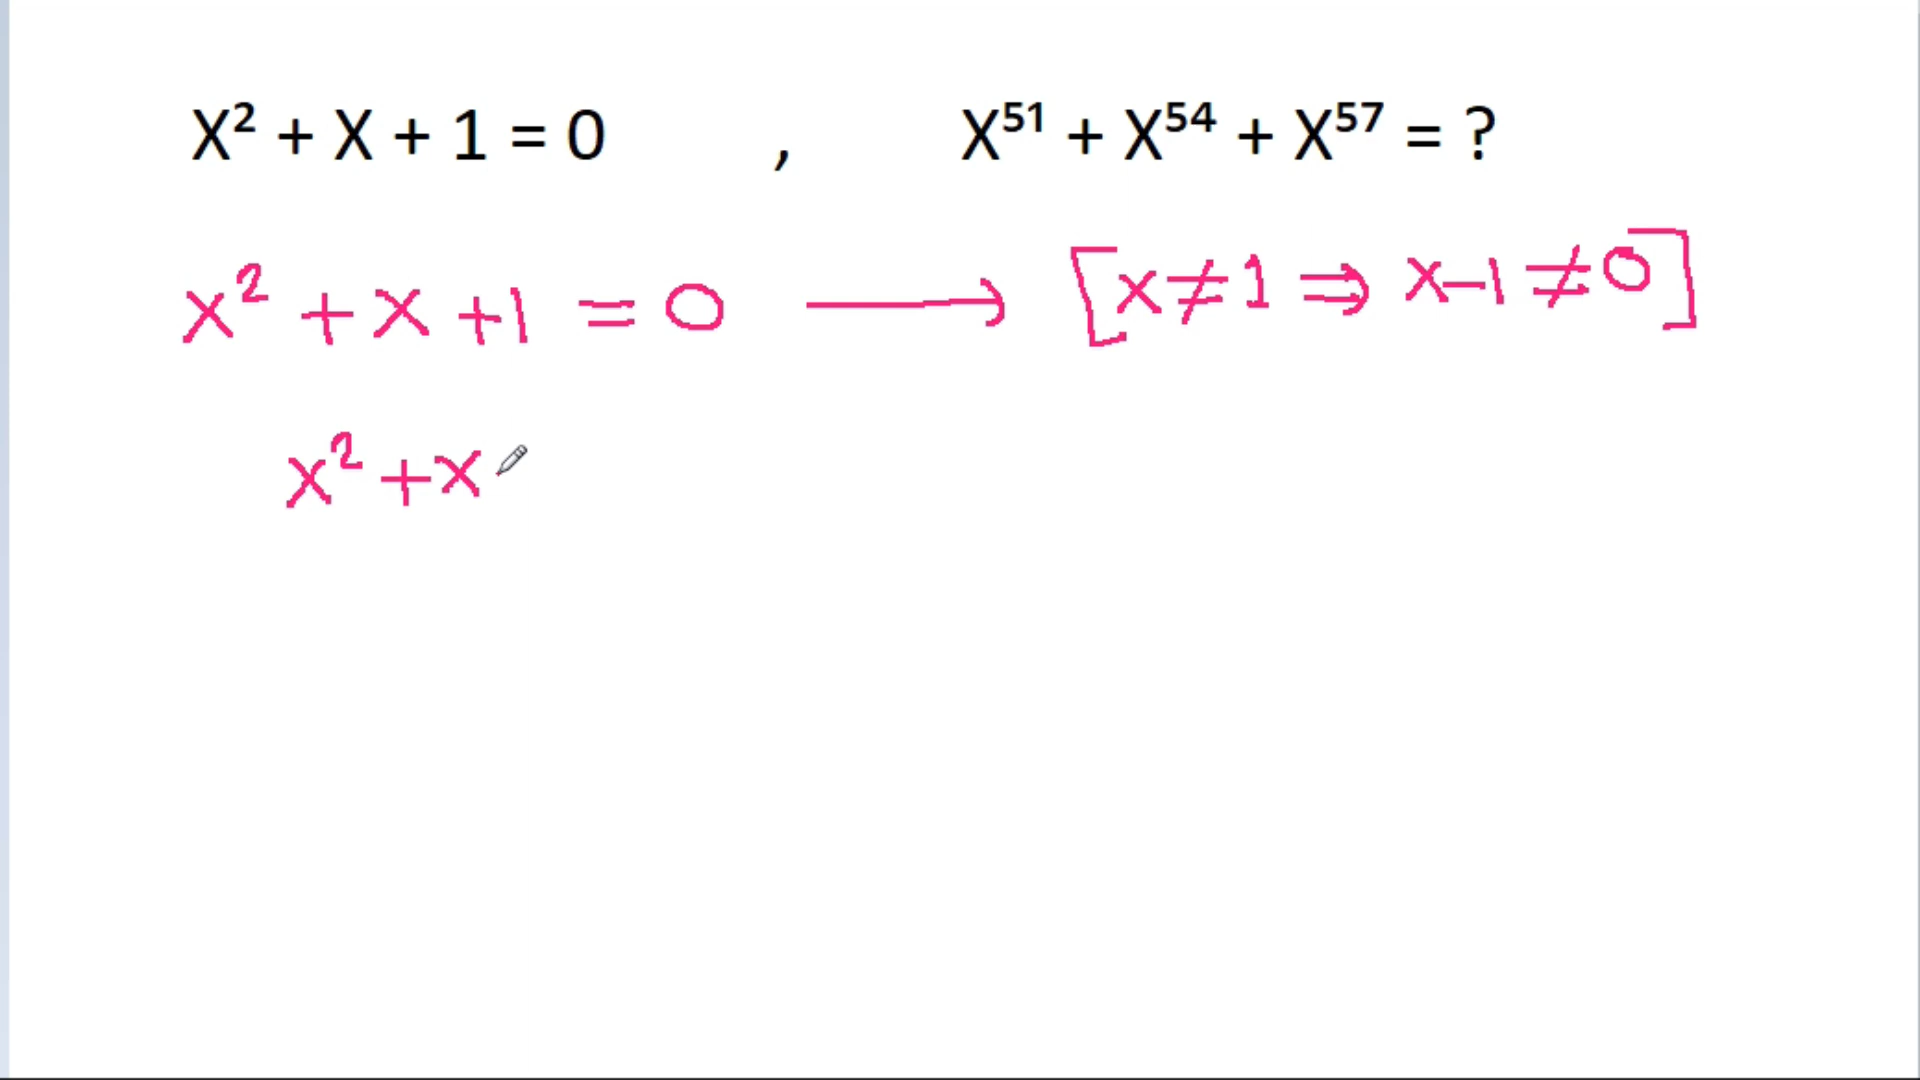 X² + X + 1 = 0 , X⁵¹ + X⁵⁴ + X⁵⁷ = ?
x² + x + 1 = 0 ⟶ [x ≠ 1 ⇒ x - 1 ≠ 0]
x² + x